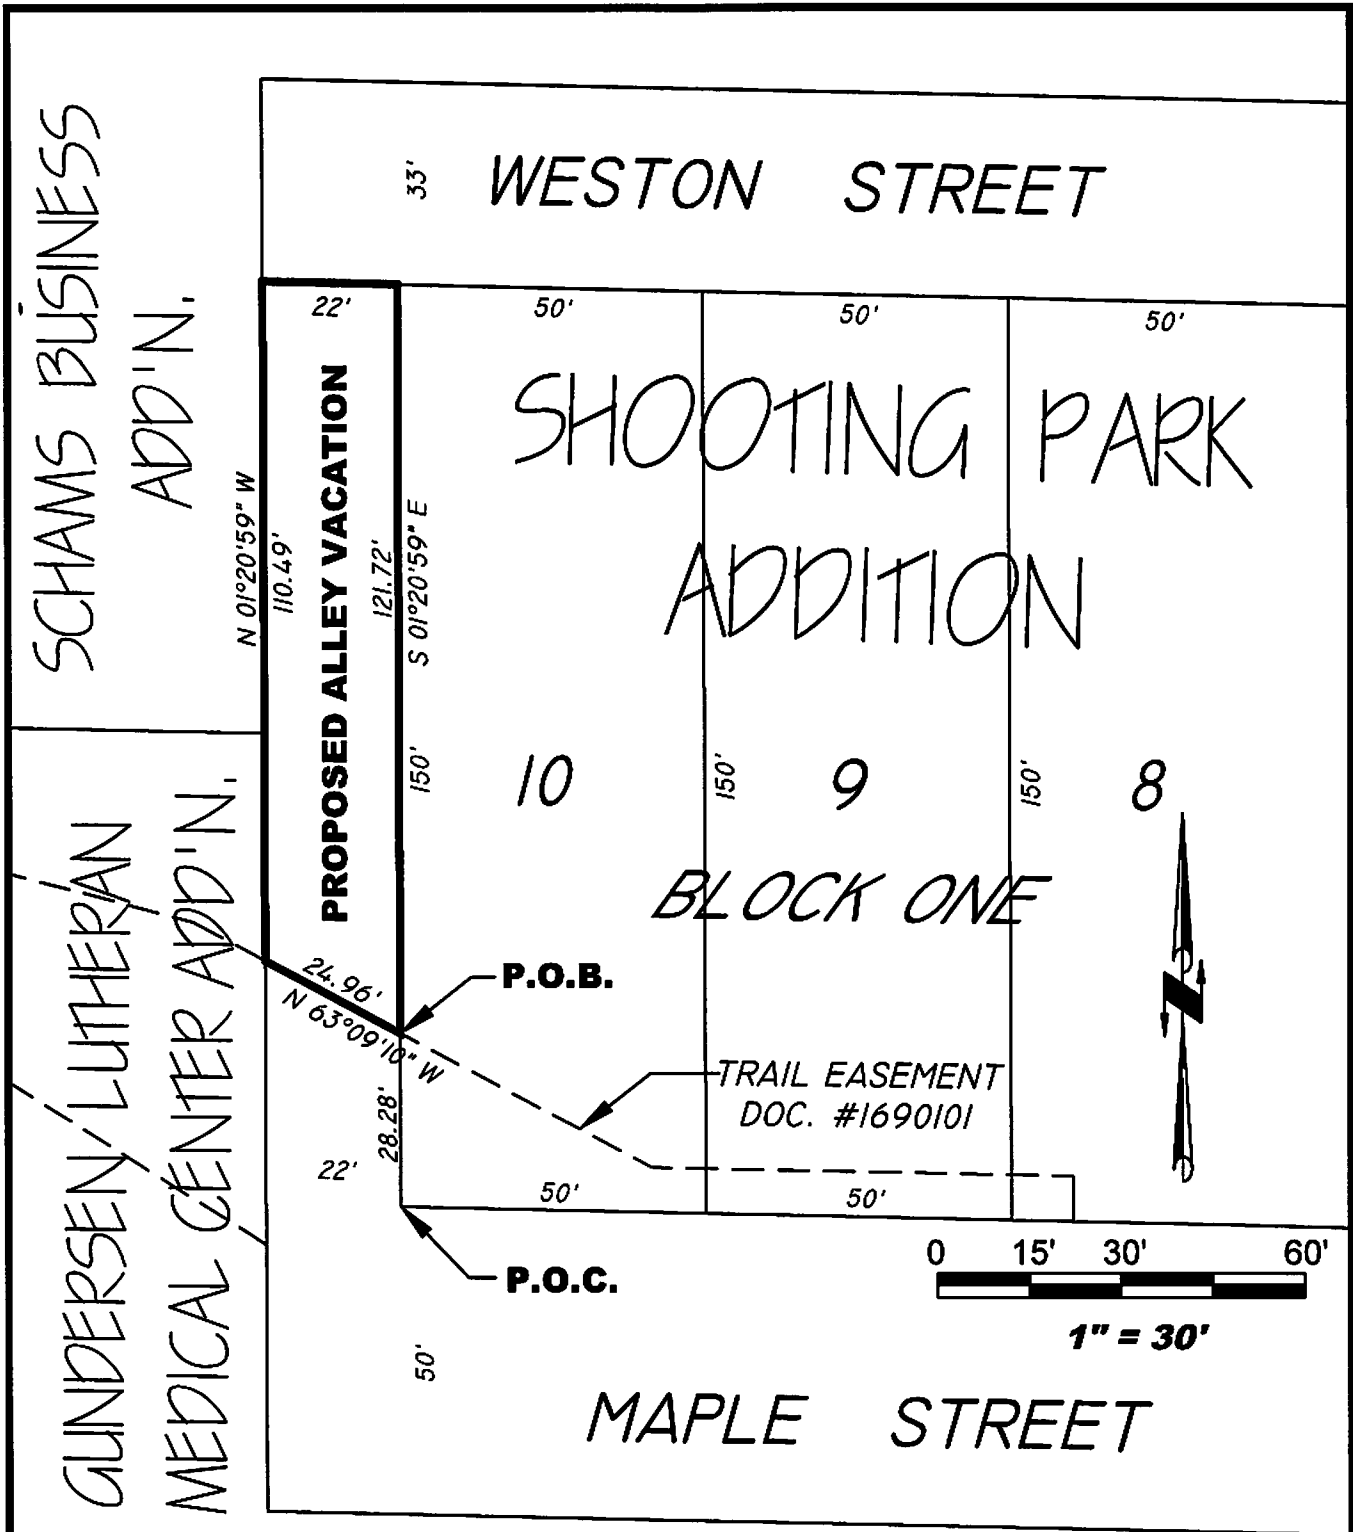 33'
WESTON STREET
SCHAMS BUSINESS
ADD'N.
22'
50'
50'
50'
SHOOTING PARK
ADDITION
N 01°20'59" W
110.49'
PROPOSED ALLEY VACATION
121.72'
S 01°20'59" E
150'
10
150'
9
150'
8
BLOCK ONE
GUNDERSEN LUTHERAN
MEDICAL CENTER ADD'N.
24.96'
N 63°09'10" W
P.O.B.
TRAIL EASEMENT
DOC. #1690101
28.28'
22'
50'
50'
P.O.C.
N
0 15' 30' 60'
1" = 30'
50'
MAPLE STREET